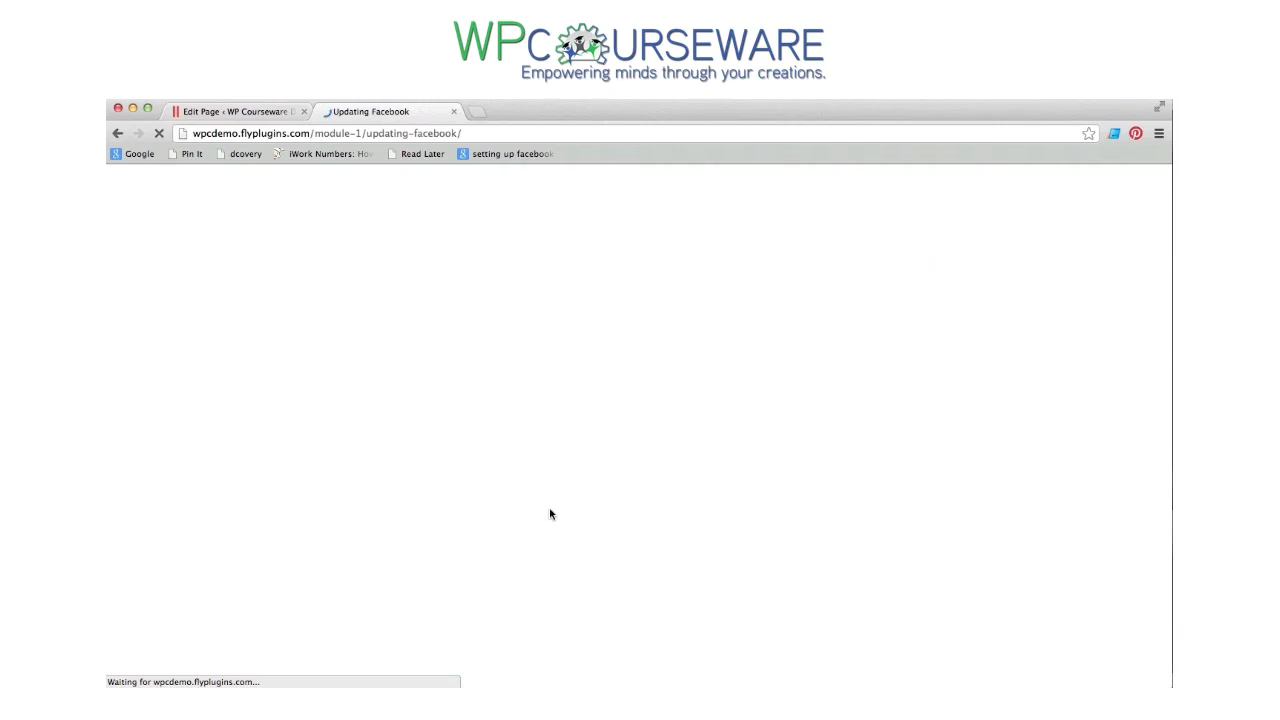 WPCOURSEWARE
Empowering minds through your creations.
Edit Page ‹ WP Courseware D
Updating Facebook
wpcdemo.flyplugins.com/module-1/updating-facebook/
Google Pin It dcovery iWork Numbers: How Read Later setting up facebook
Waiting for wpcdemo.flyplugins.com...